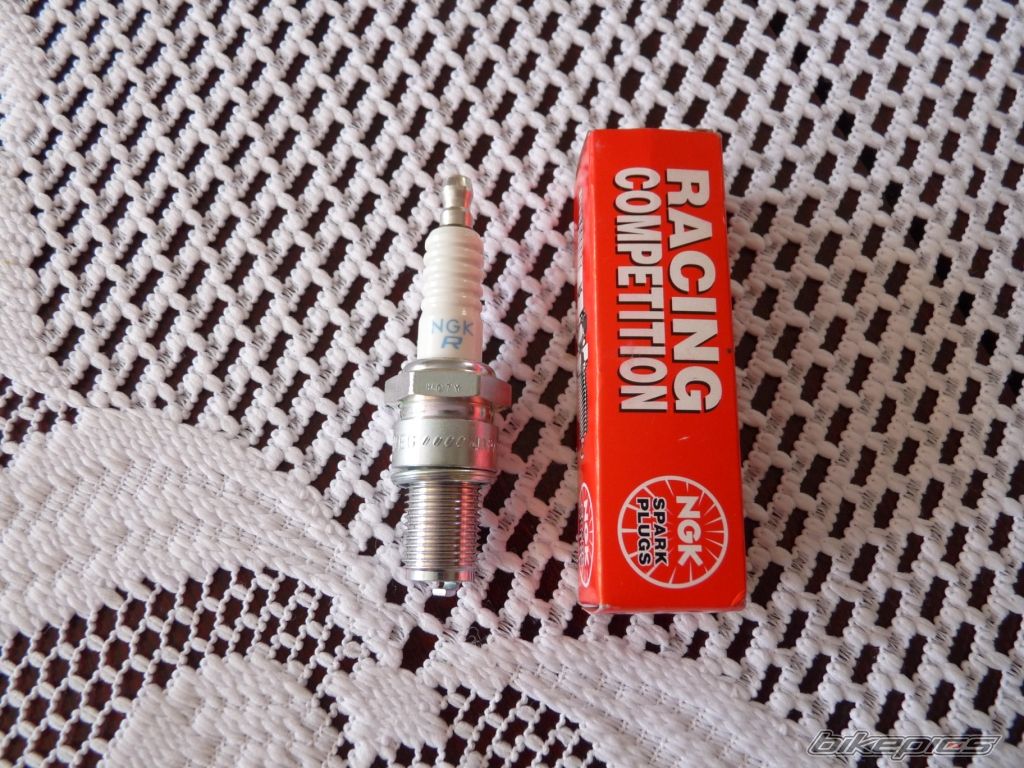 NGK
R
RACING
COMPETITION
NGK
SPARK
PLUGS
bikepics